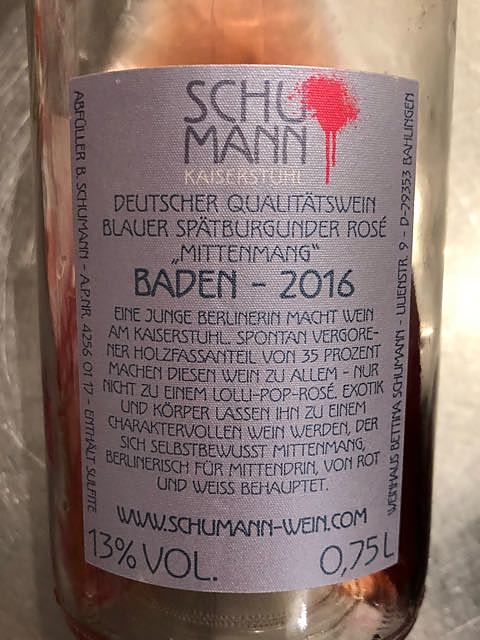 SCHU
MANN
KAISERSTUHL
DEUTSCHER QUALITÄTSWEIN
BLAUER SPÄTBURGUNDER ROSÉ
„MITTENMANG“
BADEN - 2016
EINE JUNGE BERLINERIN MACHT WEIN
AM KAISERSTUHL. SPONTAN VERGORE-
NER HOLZFASSANTEIL VON 35 PROZENT
MACHEN DIESEN WEIN ZU ALLEM - NUR
NICHT ZU EINEM LOLLI-POP-ROSÉ. EXOTIK
UND KÖRPER LASSEN IHN ZU EINEM
CHARAKTERVOLLEN WEIN WERDEN, DER
SICH SELBSTBEWUSST MITTENMANG,
BERLINERISCH FÜR MITTENDRIN, VON ROT
UND WEISS BEHAUPTET.
WWW.SCHUMANN-WEIN.COM
13% VOL.
0,75L
ABFÜLLER B. SCHUMANN - A.P.NR. 4256 01 17 - ENTHÄLT SULFITE
WEINHAUS BETTINA SCHUMANN - LILIENSTR. 9 - D 79353 BAHLINGEN